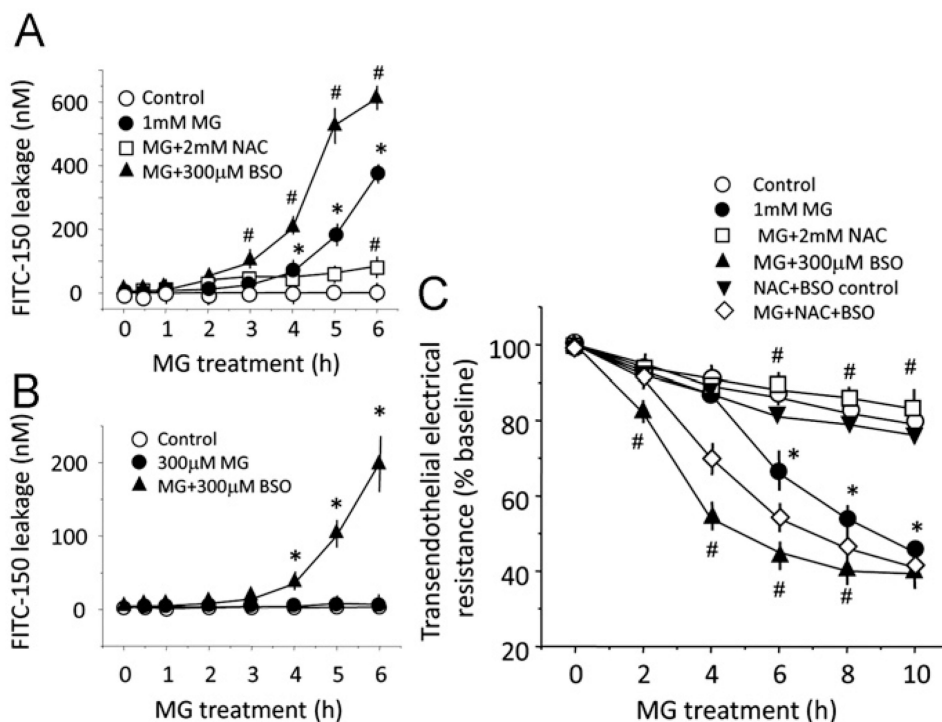 A
FITC-150 leakage (nM)
600
400
200
0
Control
1mM MG
MG+2mM NAC
MG+300μM BSO
# # # # # * * * #
0 1 2 3 4 5 6
MG treatment (h)
B
FITC-150 leakage (nM)
200
100
0
Control
300μM MG
MG+300μM BSO
* * *
0 1 2 3 4 5 6
MG treatment (h)
C
Control
1mM MG
MG+2mM NAC
MG+300μM BSO
NAC+BSO control
MG+NAC+BSO
Transendothelial electrical
resistance (% baseline)
100
80
60
40
20
# # #
# * * *
# # #
0 2 4 6 8 10
MG treatment (h)